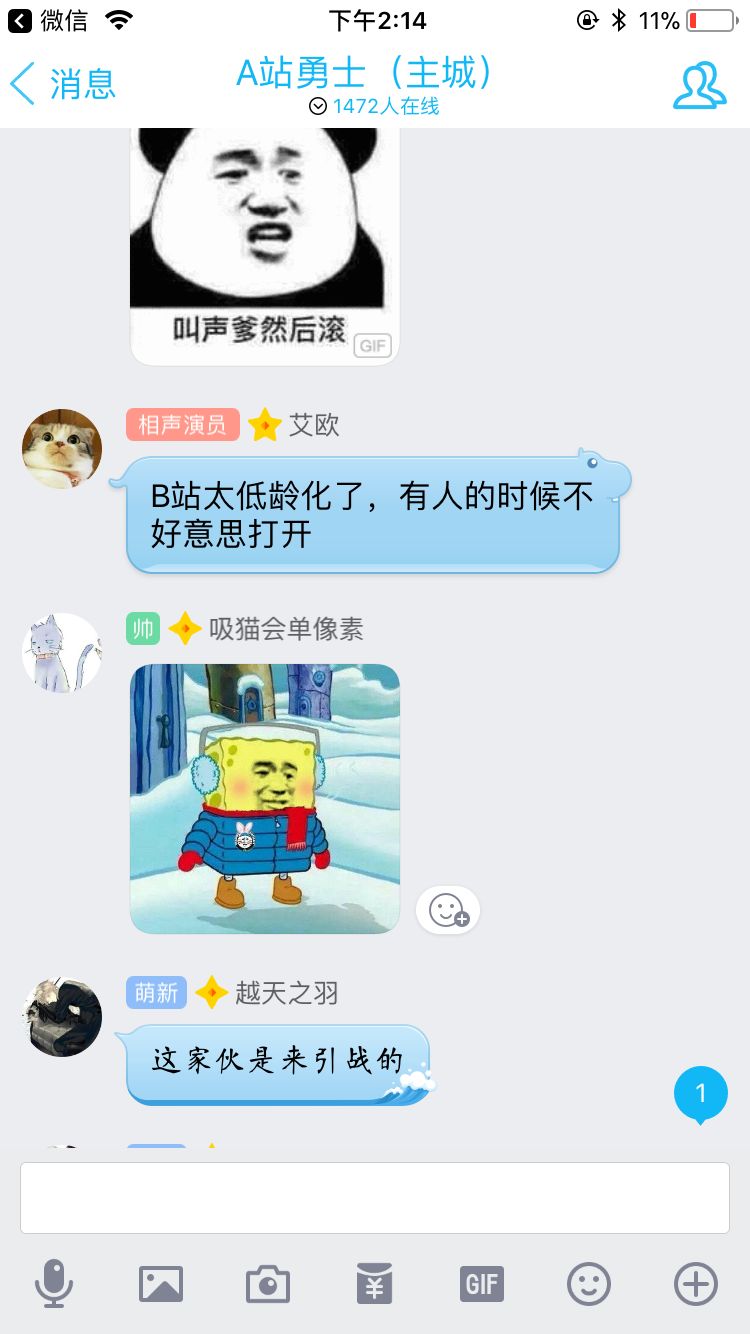 微信
下午2:14
11%
消息
A站勇士（主城）
1472人在线
叫声爹然后滚
GIF
相声演员 艾欧
B站太低龄化了，有人的时候不
好意思打开
帅 吸猫会单像素
萌新 越天之羽
这家伙是来引战的
1
GIF